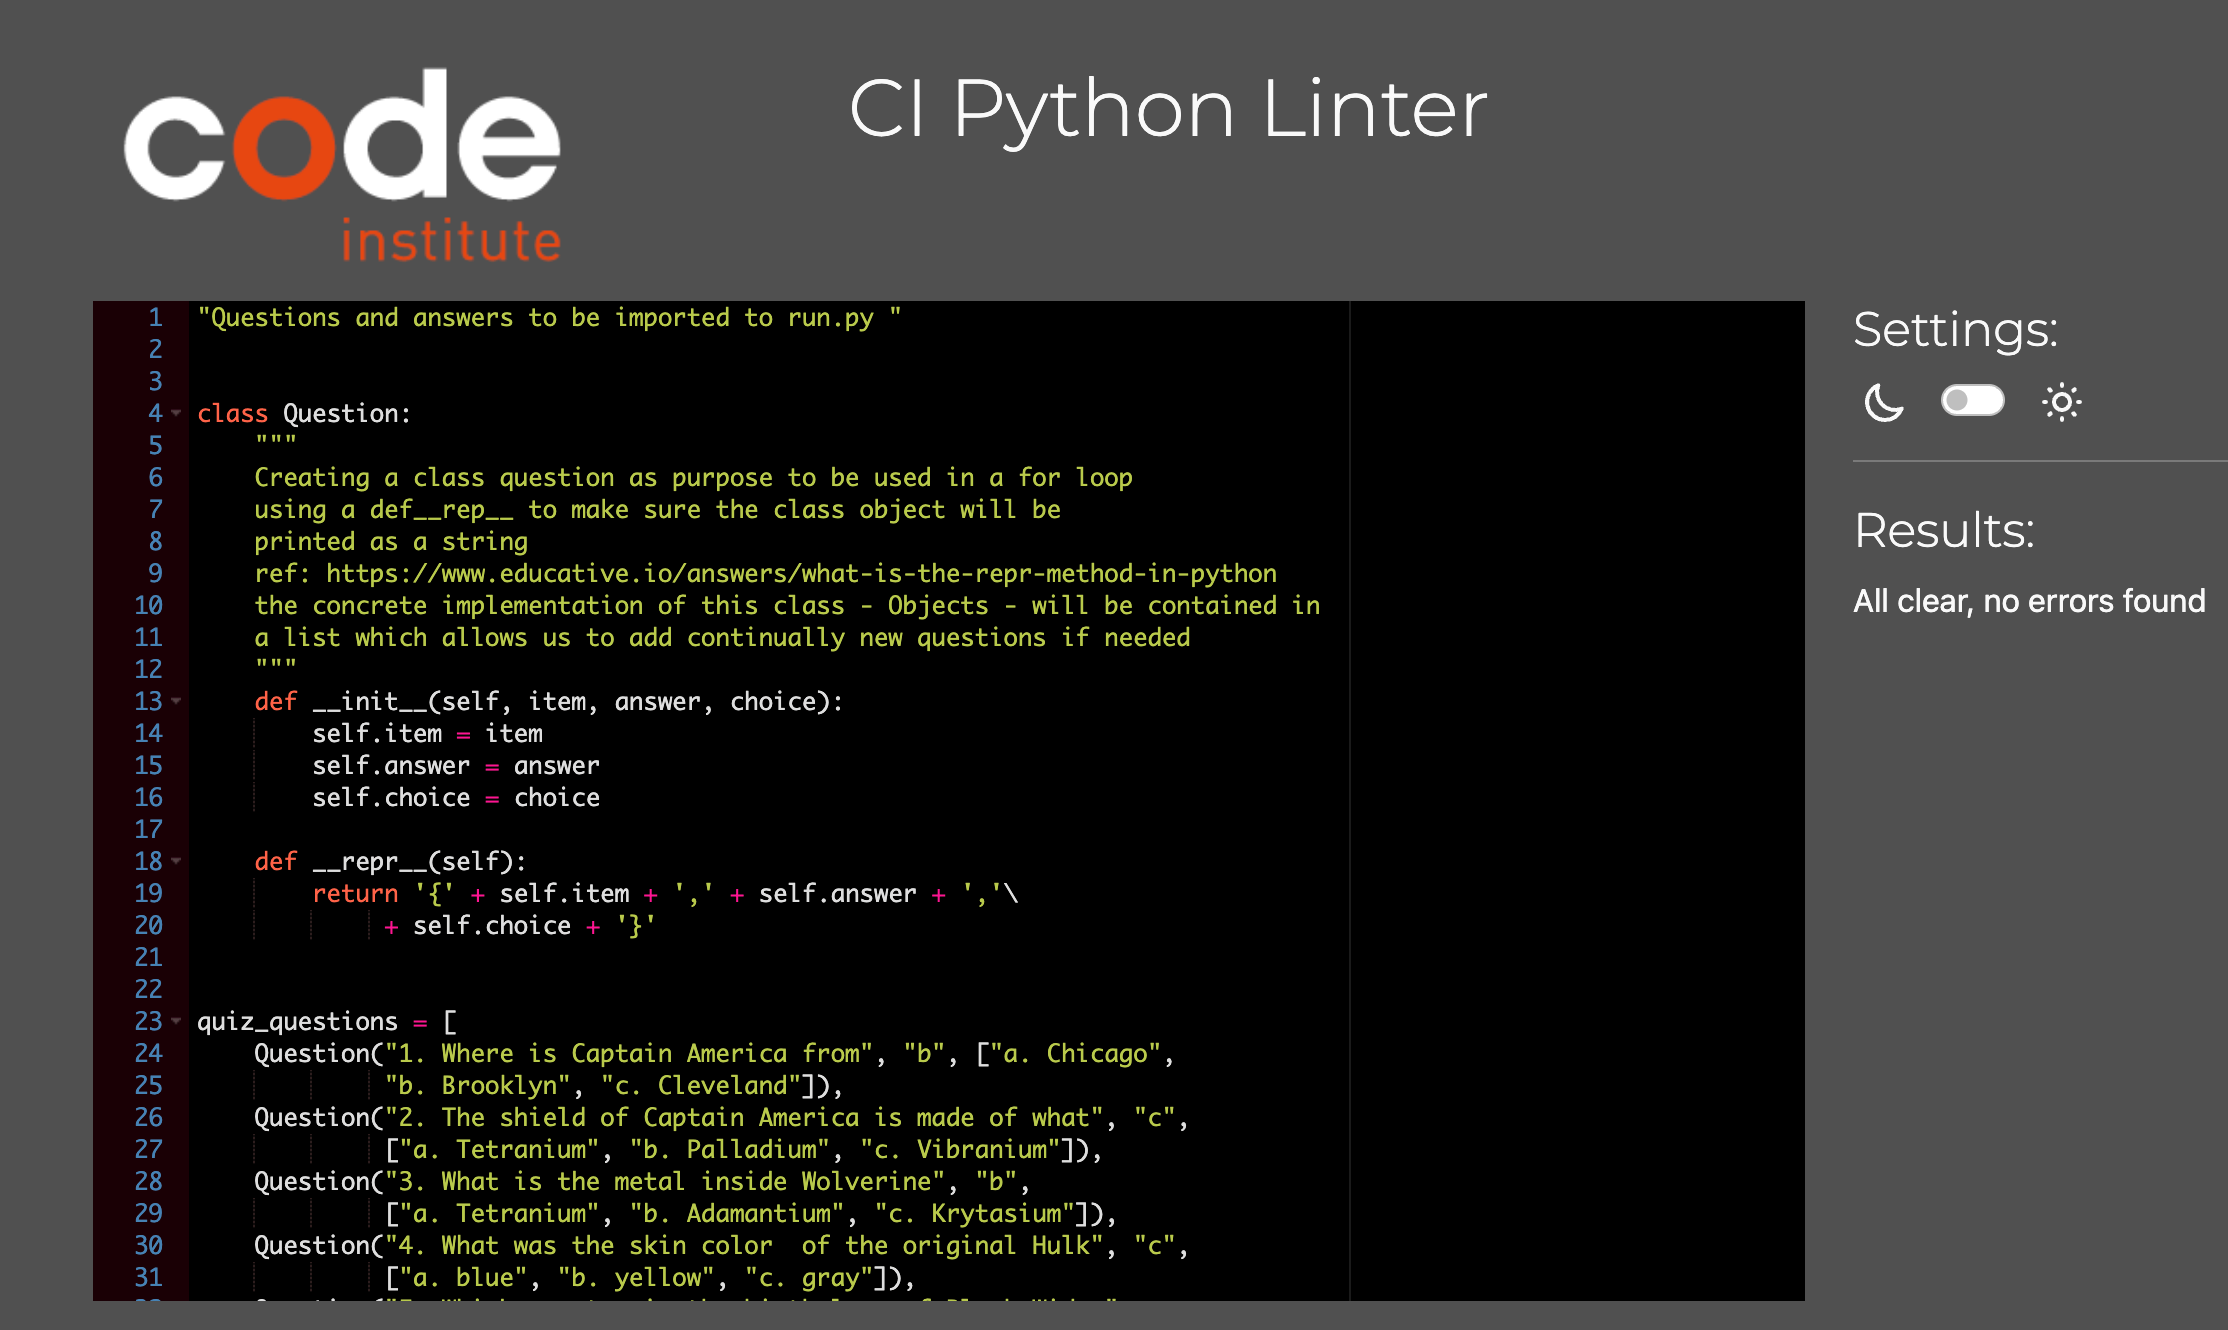 code
institute
CI Python Linter
1 "Questions and answers to be imported to run.py "
2
3
4 class Question:
5     """
6     Creating a class question as purpose to be used in a for loop
7     using a def__rep__ to make sure the class object will be
8     printed as a string
9     ref: https://www.educative.io/answers/what-is-the-repr-method-in-python
10     the concrete implementation of this class - Objects - will be contained in
11     a list which allows us to add continually new questions if needed
12     """
13     def __init__(self, item, answer, choice):
14         self.item = item
15         self.answer = answer
16         self.choice = choice
17
18     def __repr__(self):
19         return '{' + self.item + ',' + self.answer + ','\
20              + self.choice + '}'
21
22
23 quiz_questions = [
24     Question("1. Where is Captain America from", "b", ["a. Chicago",
25              "b. Brooklyn", "c. Cleveland"]),
26     Question("2. The shield of Captain America is made of what", "c",
27              ["a. Tetranium", "b. Palladium", "c. Vibranium"]),
28     Question("3. What is the metal inside Wolverine", "b",
29              ["a. Tetranium", "b. Adamantium", "c. Krytasium"]),
30     Question("4. What was the skin color  of the original Hulk", "c",
31              ["a. blue", "b. yellow", "c. gray"]),
Settings:
Results:
All clear, no errors found